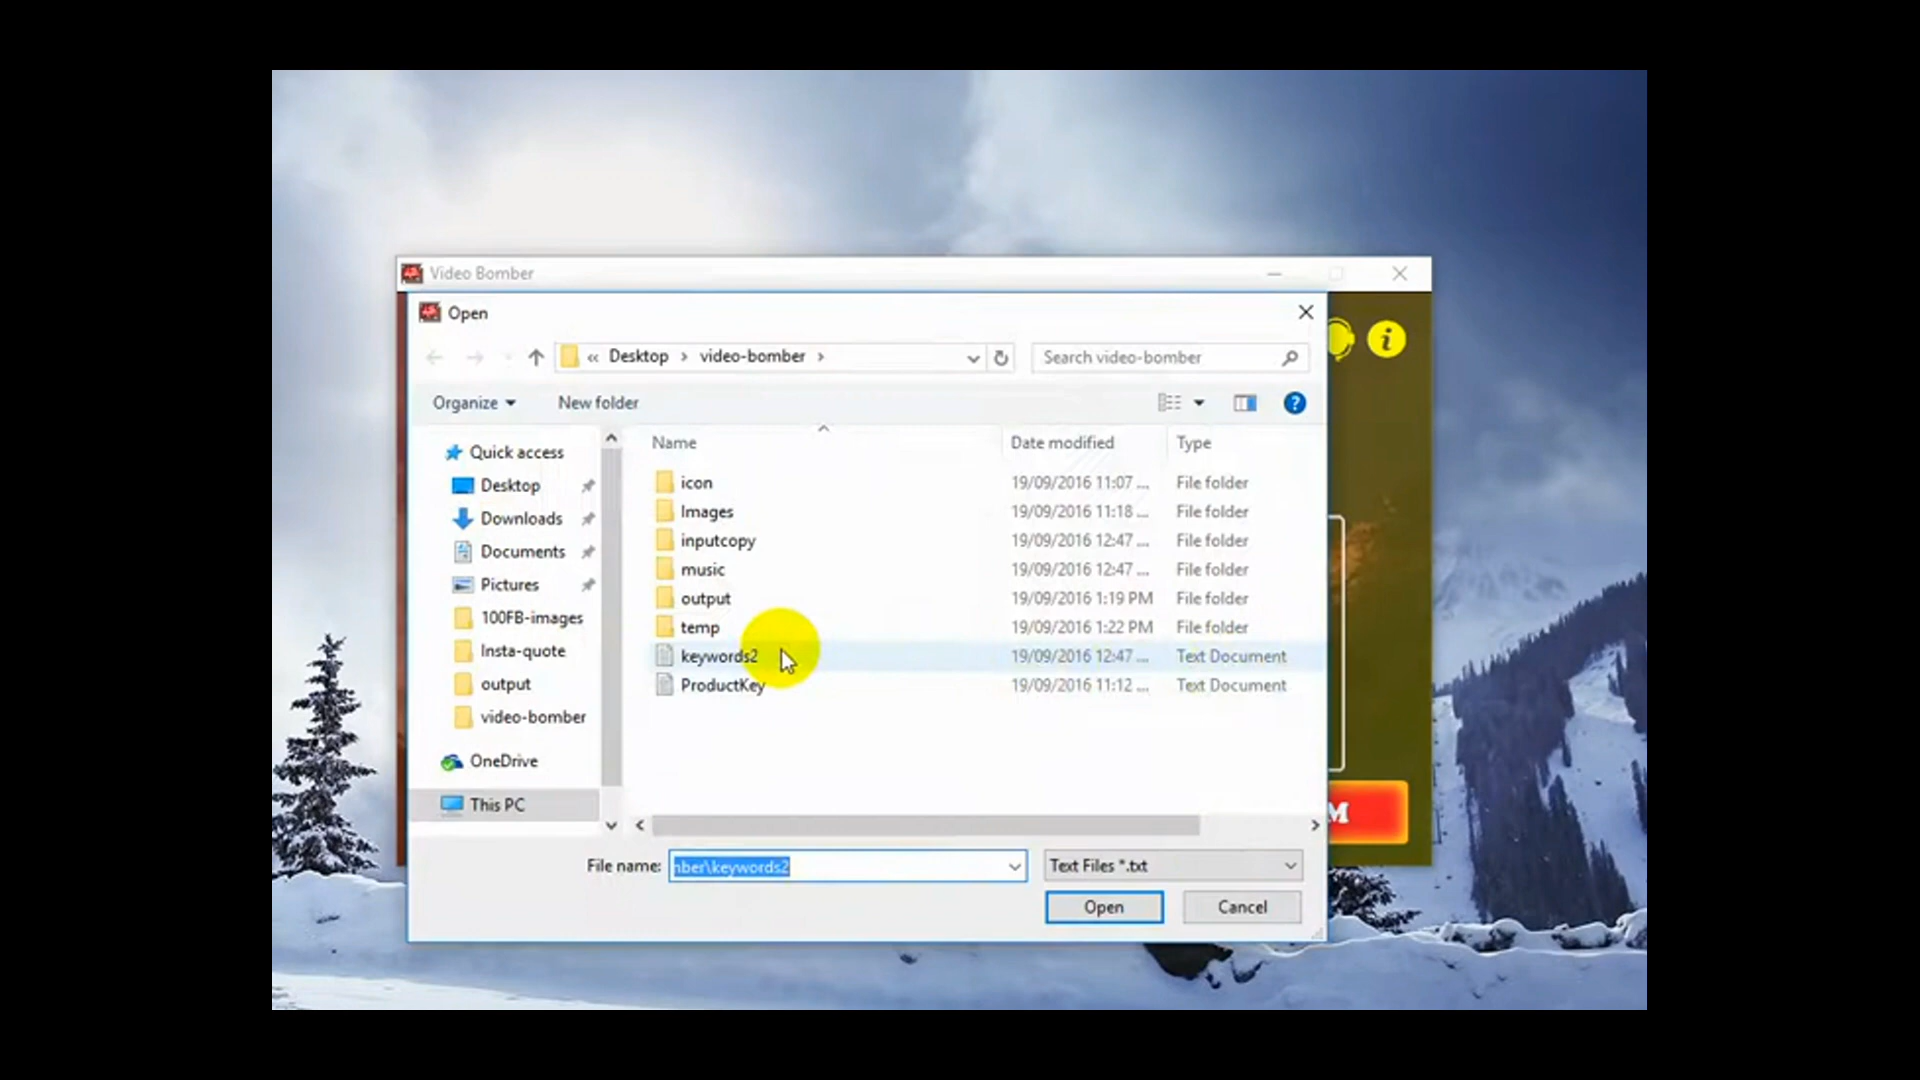 Video Bomber
Open
« Desktop › video-bomber ›
Search video-bomber
Organize
New folder
Quick access
Desktop
Downloads
Documents
Pictures
100FB-images
Insta-quote
output
video-bomber
OneDrive
This PC
Name Date modified Type
icon 19/09/2016 11:07 ... File folder
Images 19/09/2016 11:18 ... File folder
inputcopy 19/09/2016 12:47 ... File folder
music 19/09/2016 12:47 ... File folder
output 19/09/2016 1:19 PM File folder
temp 19/09/2016 1:22 PM File folder
keywords2 19/09/2016 12:47 ... Text Document
ProductKey 19/09/2016 11:12 ... Text Document
M
File name: nber\keywords2 Text Files *.txt
Open Cancel